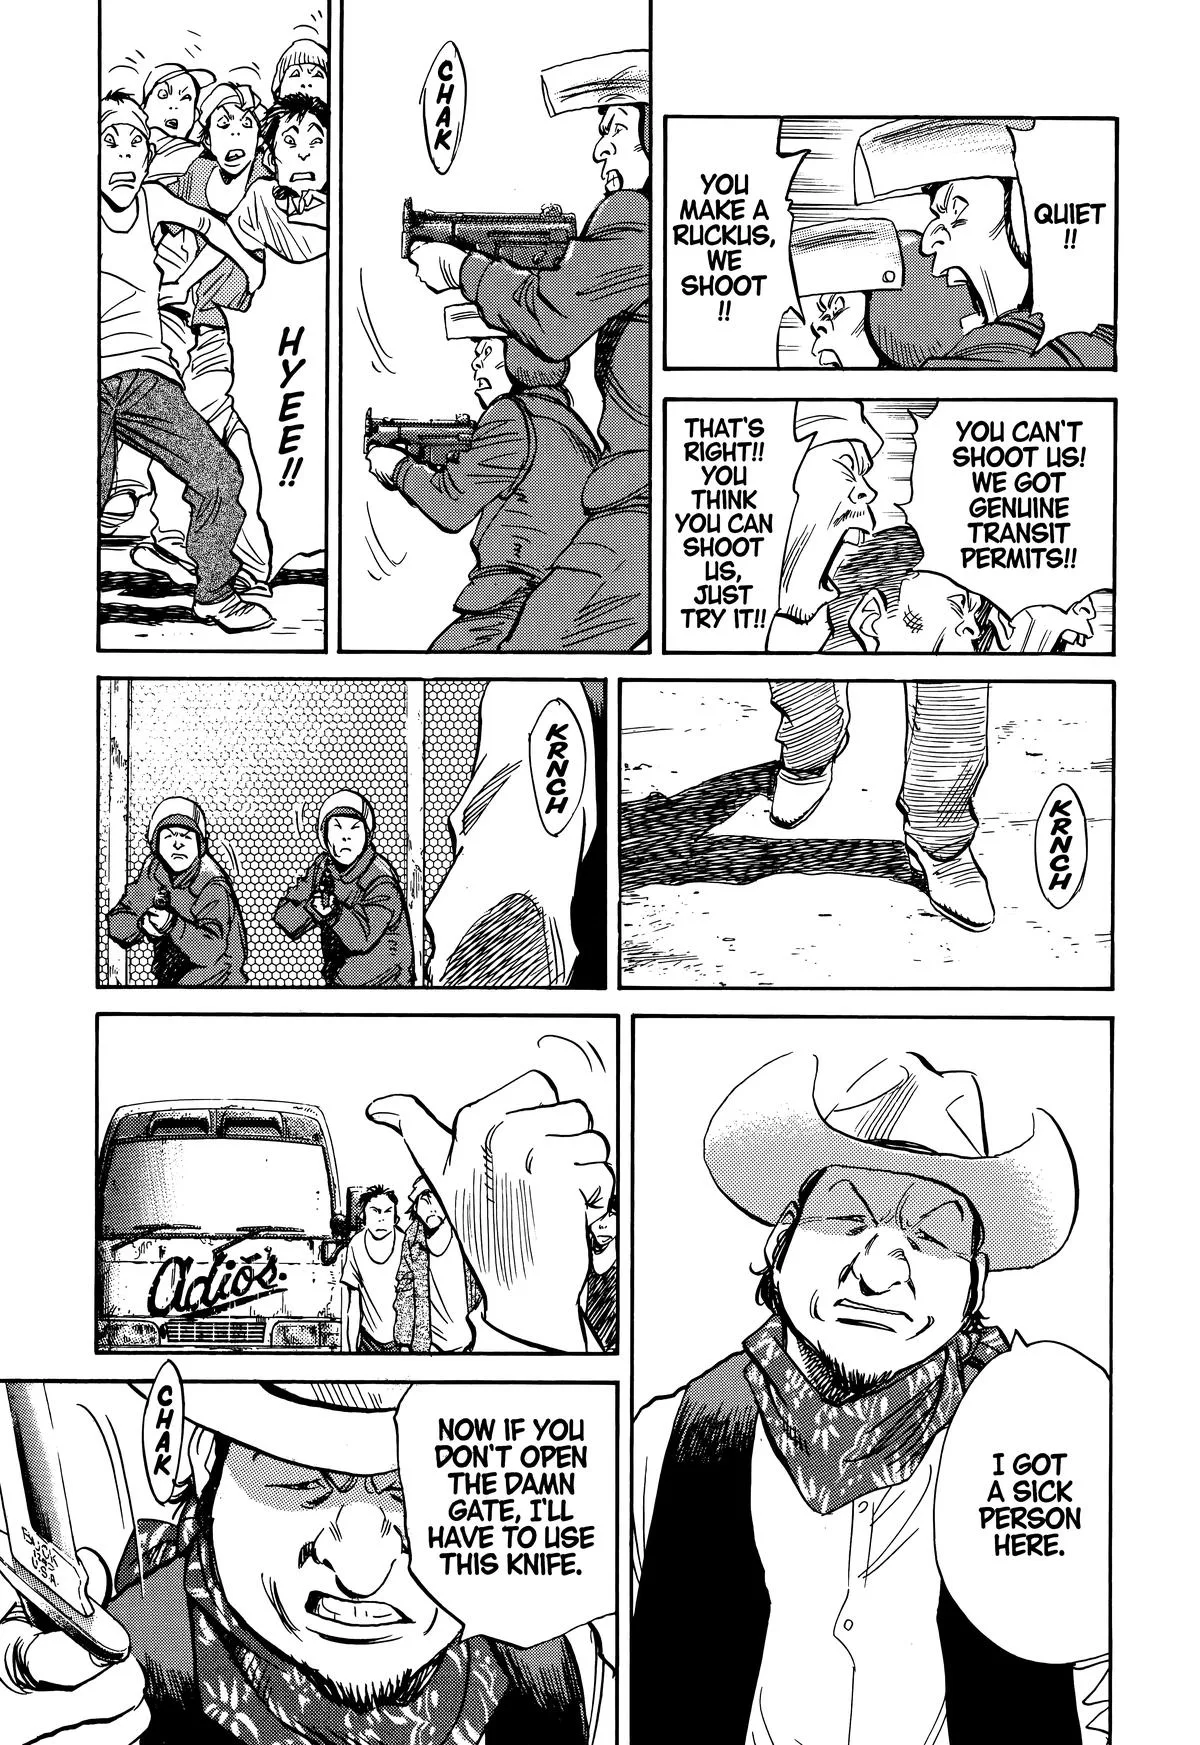 QUIET
!!
YOU
MAKE A
RUCKUS,
WE
SHOOT
!!
YOU CAN'T
SHOOT US!
WE GOT
GENUINE
TRANSIT
PERMITS!!
THAT'S
RIGHT!!
YOU
THINK
YOU CAN
SHOOT
US,
JUST
TRY IT!!
CHAK
HYEE!!
KRNCH
KRNCH
I GOT
A SICK
PERSON
HERE.
adiós.
CHAK
NOW IF YOU
DON'T OPEN
THE DAMN
GATE, I'LL
HAVE TO USE
THIS KNIFE.